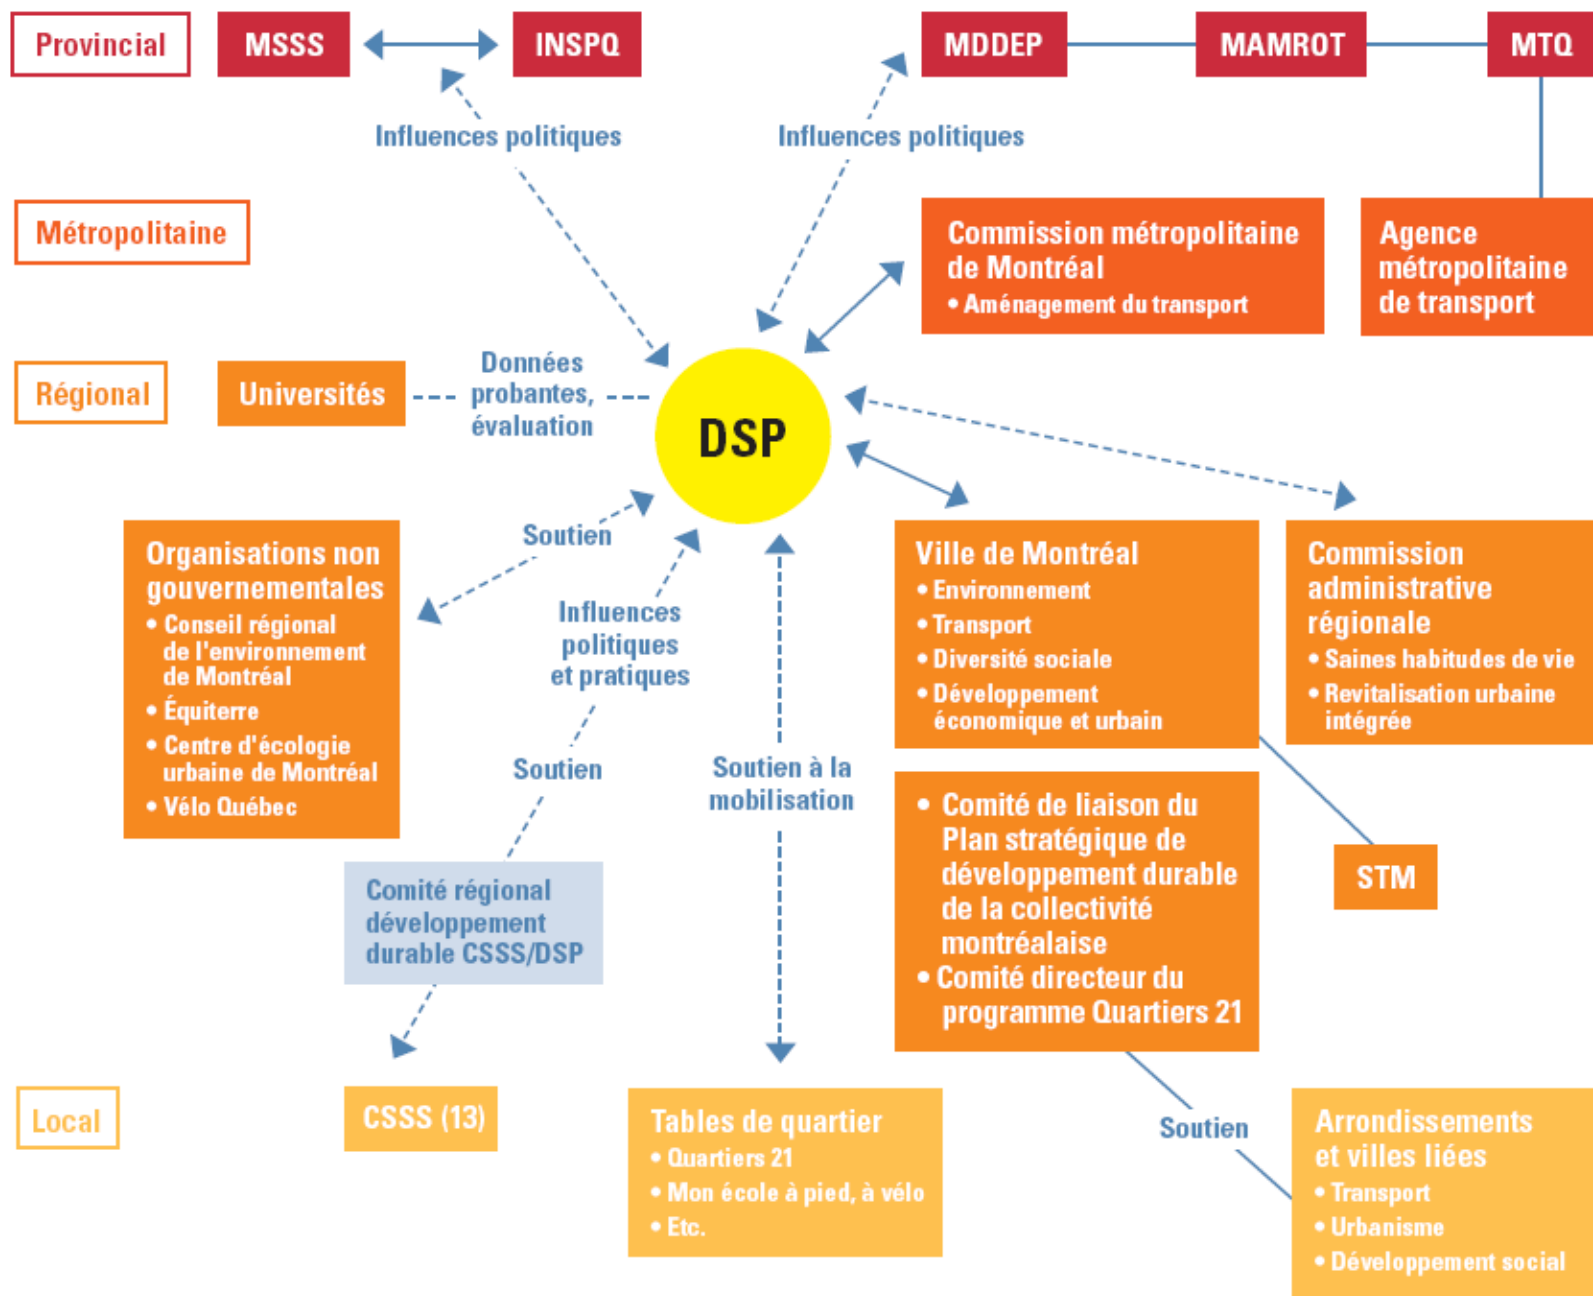 Provincial
MSSS
INSPQ
MDDEP
MAMROT
MTQ
Influences politiques
Influences politiques
Métropolitaine
Commission métropolitaine
de Montréal
• Aménagement du transport
Agence
métropolitaine
de transport
Régional
Universités
Données
probantes,
évaluation
DSP
Organisations non
gouvernementales
• Conseil régional
de l'environnement
de Montréal
• Équiterre
• Centre d'écologie
urbaine de Montréal
• Vélo Québec
Soutien
Influences
politiques
et pratiques
Soutien
Soutien à la
mobilisation
Ville de Montréal
• Environnement
• Transport
• Diversité sociale
• Développement
économique et urbain
Commission
administrative
régionale
• Saines habitudes de vie
• Revitalisation urbaine
intégrée
• Comité de liaison du
Plan stratégique de
développement durable
de la collectivité
montréalaise
• Comité directeur du
programme Quartiers 21
STM
Comité régional
développement
durable CSSS/DSP
Local
CSSS (13)
Tables de quartier
• Quartiers 21
• Mon école à pied, à vélo
• Etc.
Soutien
Arrondissements
et villes liées
• Transport
• Urbanisme
• Développement social